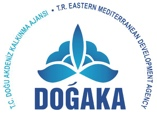 T.C. DOĞU AKDENİZ KALKINMA AJANSI · T.R. EASTERN MEDITERRANEAN DEVELOPMENT AGENCY
DOĞAKA